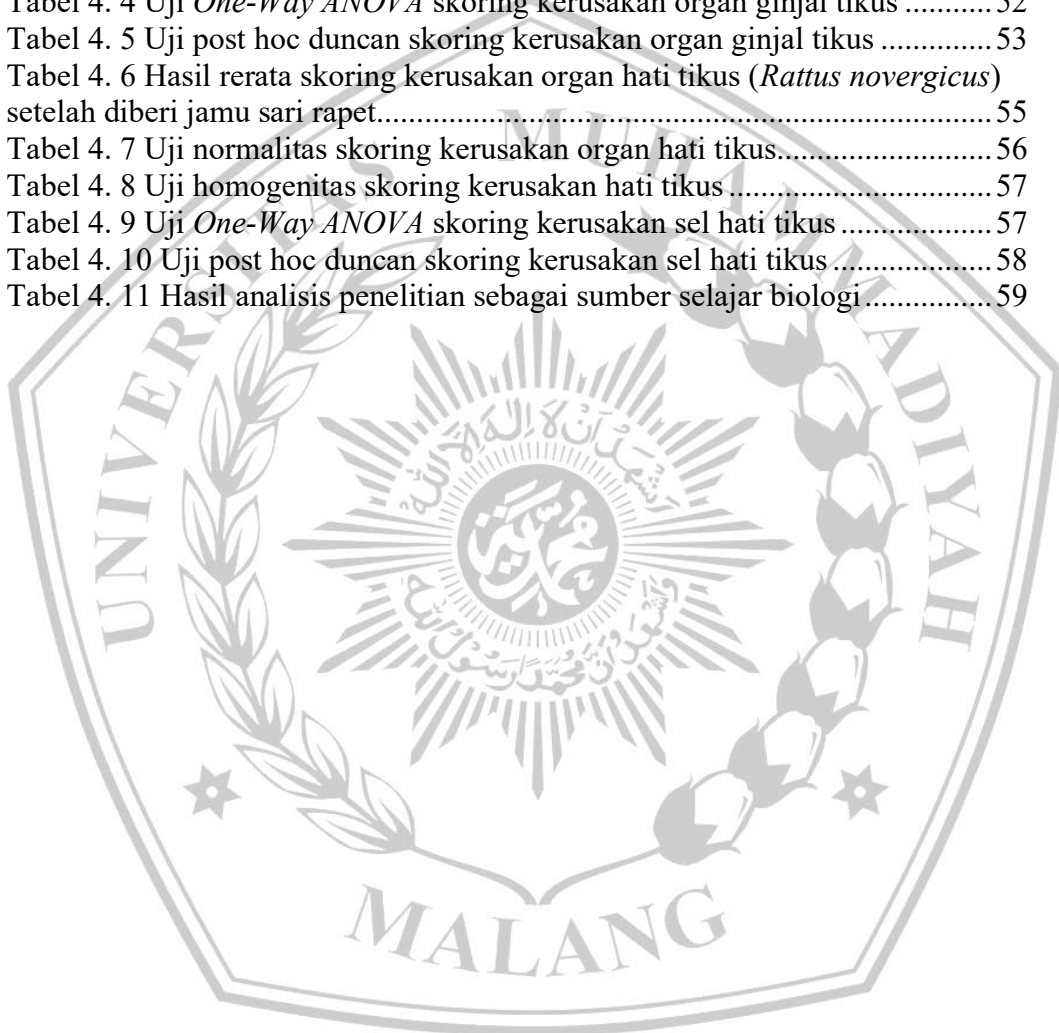 Tabel 4. 4 Uji One-Way ANOVA skoring kerusakan organ ginjal tikus ...........52
Tabel 4. 5 Uji post hoc duncan skoring kerusakan organ ginjal tikus ..............53
Tabel 4. 6 Hasil rerata skoring kerusakan organ hati tikus (Rattus novergicus)
setelah diberi jamu sari rapet................................................................................55
Tabel 4. 7 Uji normalitas skoring kerusakan organ hati tikus...........................56
Tabel 4. 8 Uji homogenitas skoring kerusakan hati tikus.................................57
Tabel 4. 9 Uji One-Way ANOVA skoring kerusakan sel hati tikus...................57
Tabel 4. 10 Uji post hoc duncan skoring kerusakan sel hati tikus....................58
Tabel 4. 11 Hasil analisis penelitian sebagai sumber selajar biologi................59
UNIVERSITAS MUHAMMADIYAH
MALANG